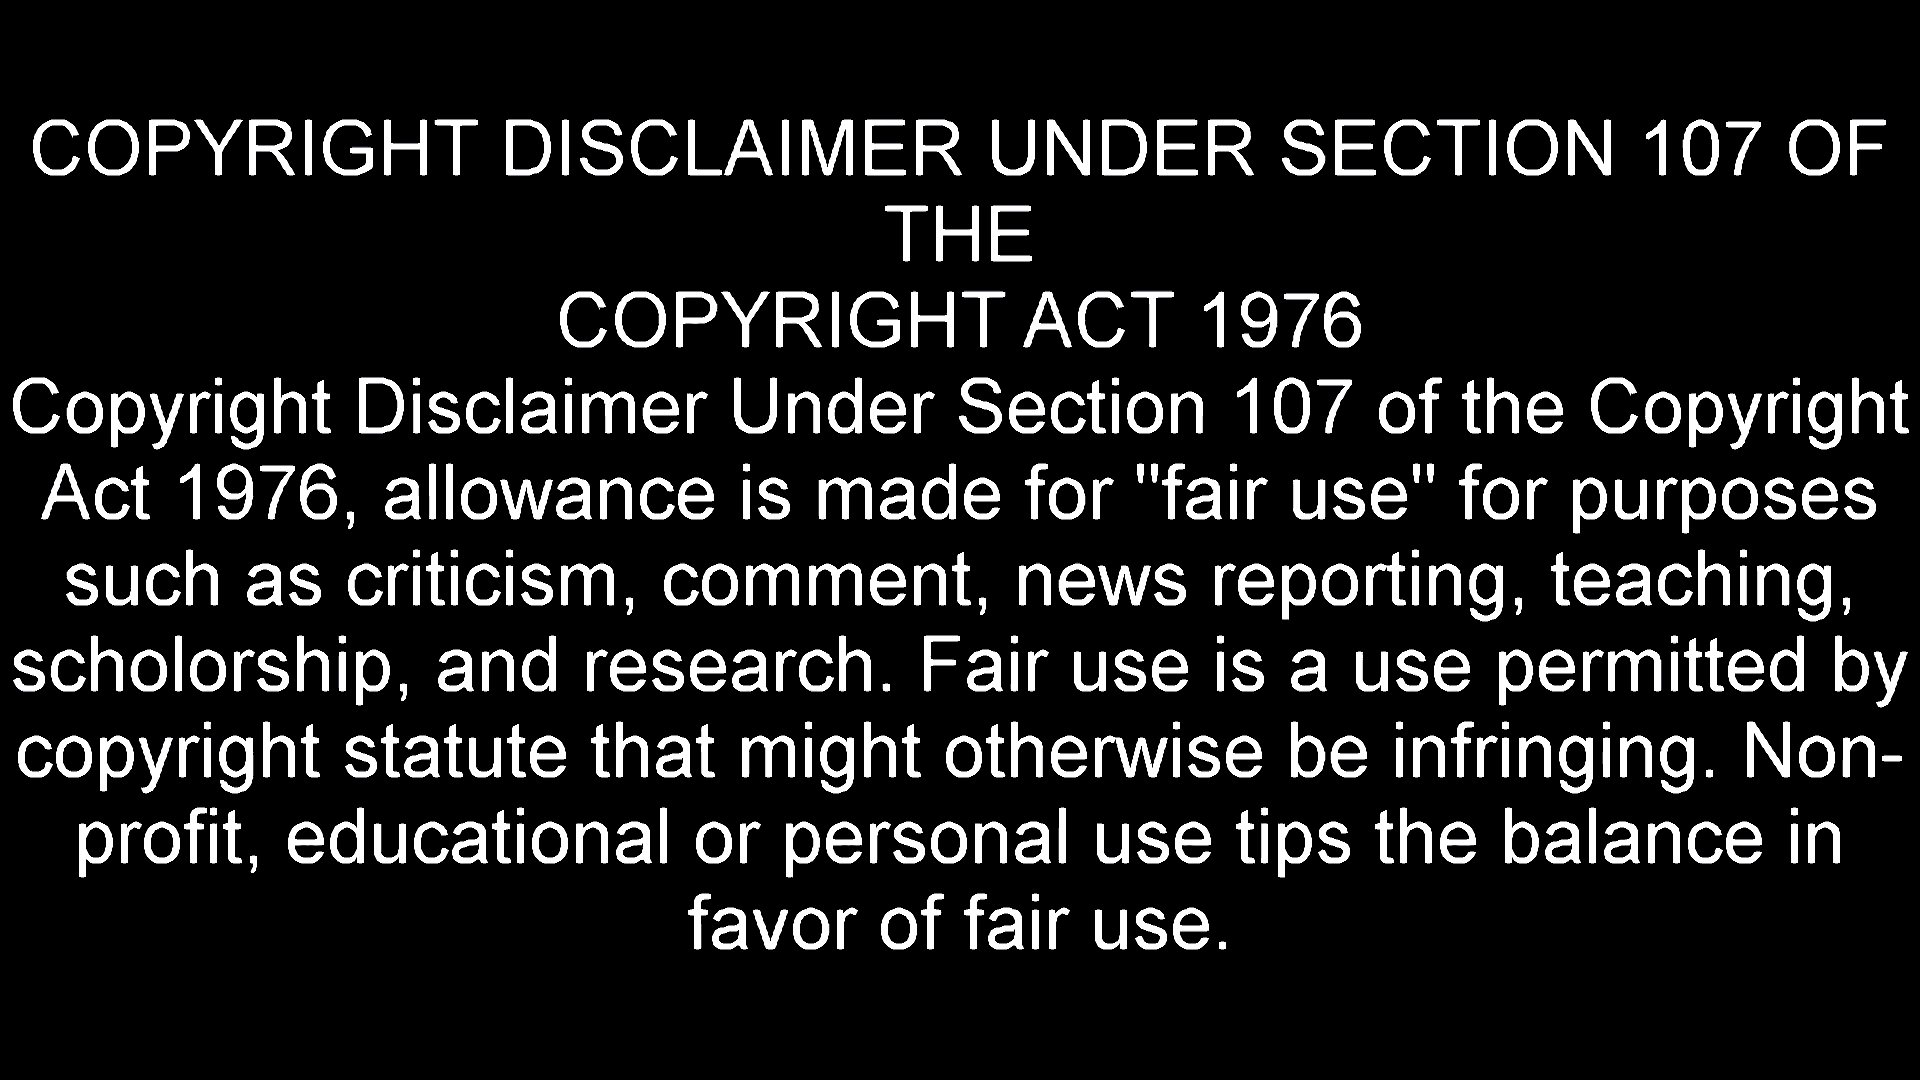 COPYRIGHT DISCLAIMER UNDER SECTION 107 OF
THE
COPYRIGHT ACT 1976
Copyright Disclaimer Under Section 107 of the Copyright
Act 1976, allowance is made for "fair use" for purposes
such as criticism, comment, news reporting, teaching,
scholorship, and research. Fair use is a use permitted by
copyright statute that might otherwise be infringing. Non-
profit, educational or personal use tips the balance in
favor of fair use.